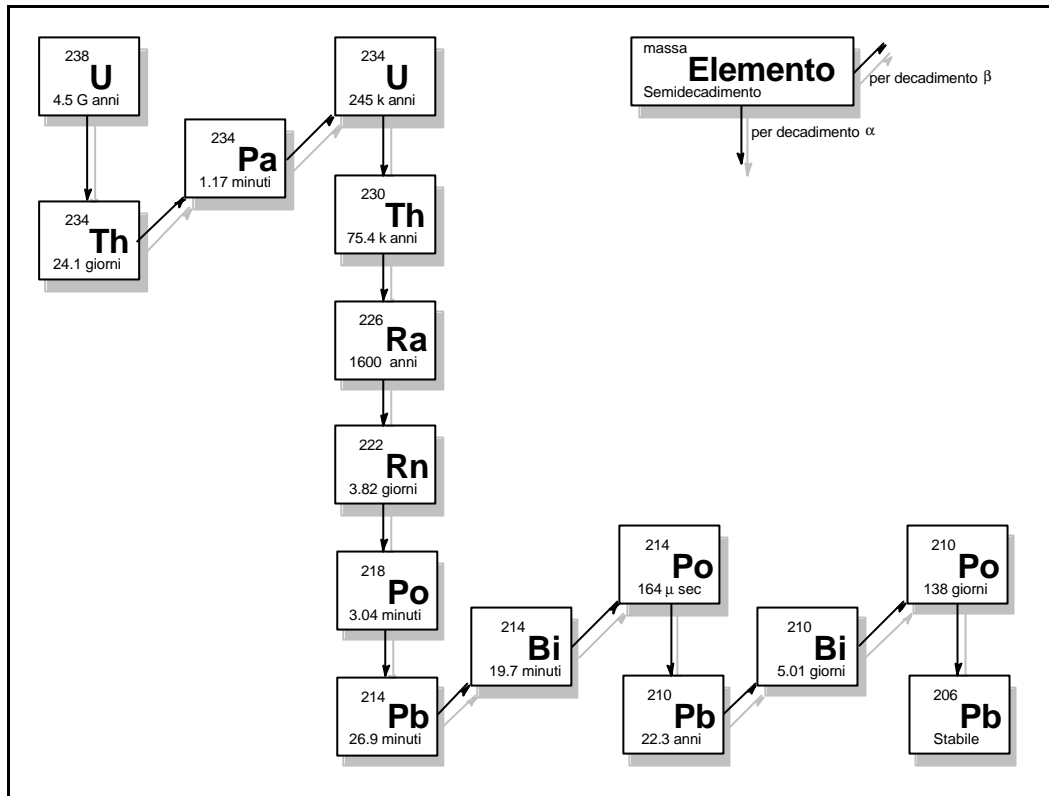 238
U
4.5 G anni
234
U
245 k anni
massa
Elemento
Semidecadimento
per decadimento β
per decadimento α
234
Pa
1.17 minuti
234
Th
24.1 giorni
230
Th
75.4 k anni
226
Ra
1600 anni
222
Rn
3.82 giorni
218
Po
3.04 minuti
214
Po
164 μ sec
210
Po
138 giorni
214
Bi
19.7 minuti
210
Bi
5.01 giorni
214
Pb
26.9 minuti
210
Pb
22.3 anni
206
Pb
Stabile